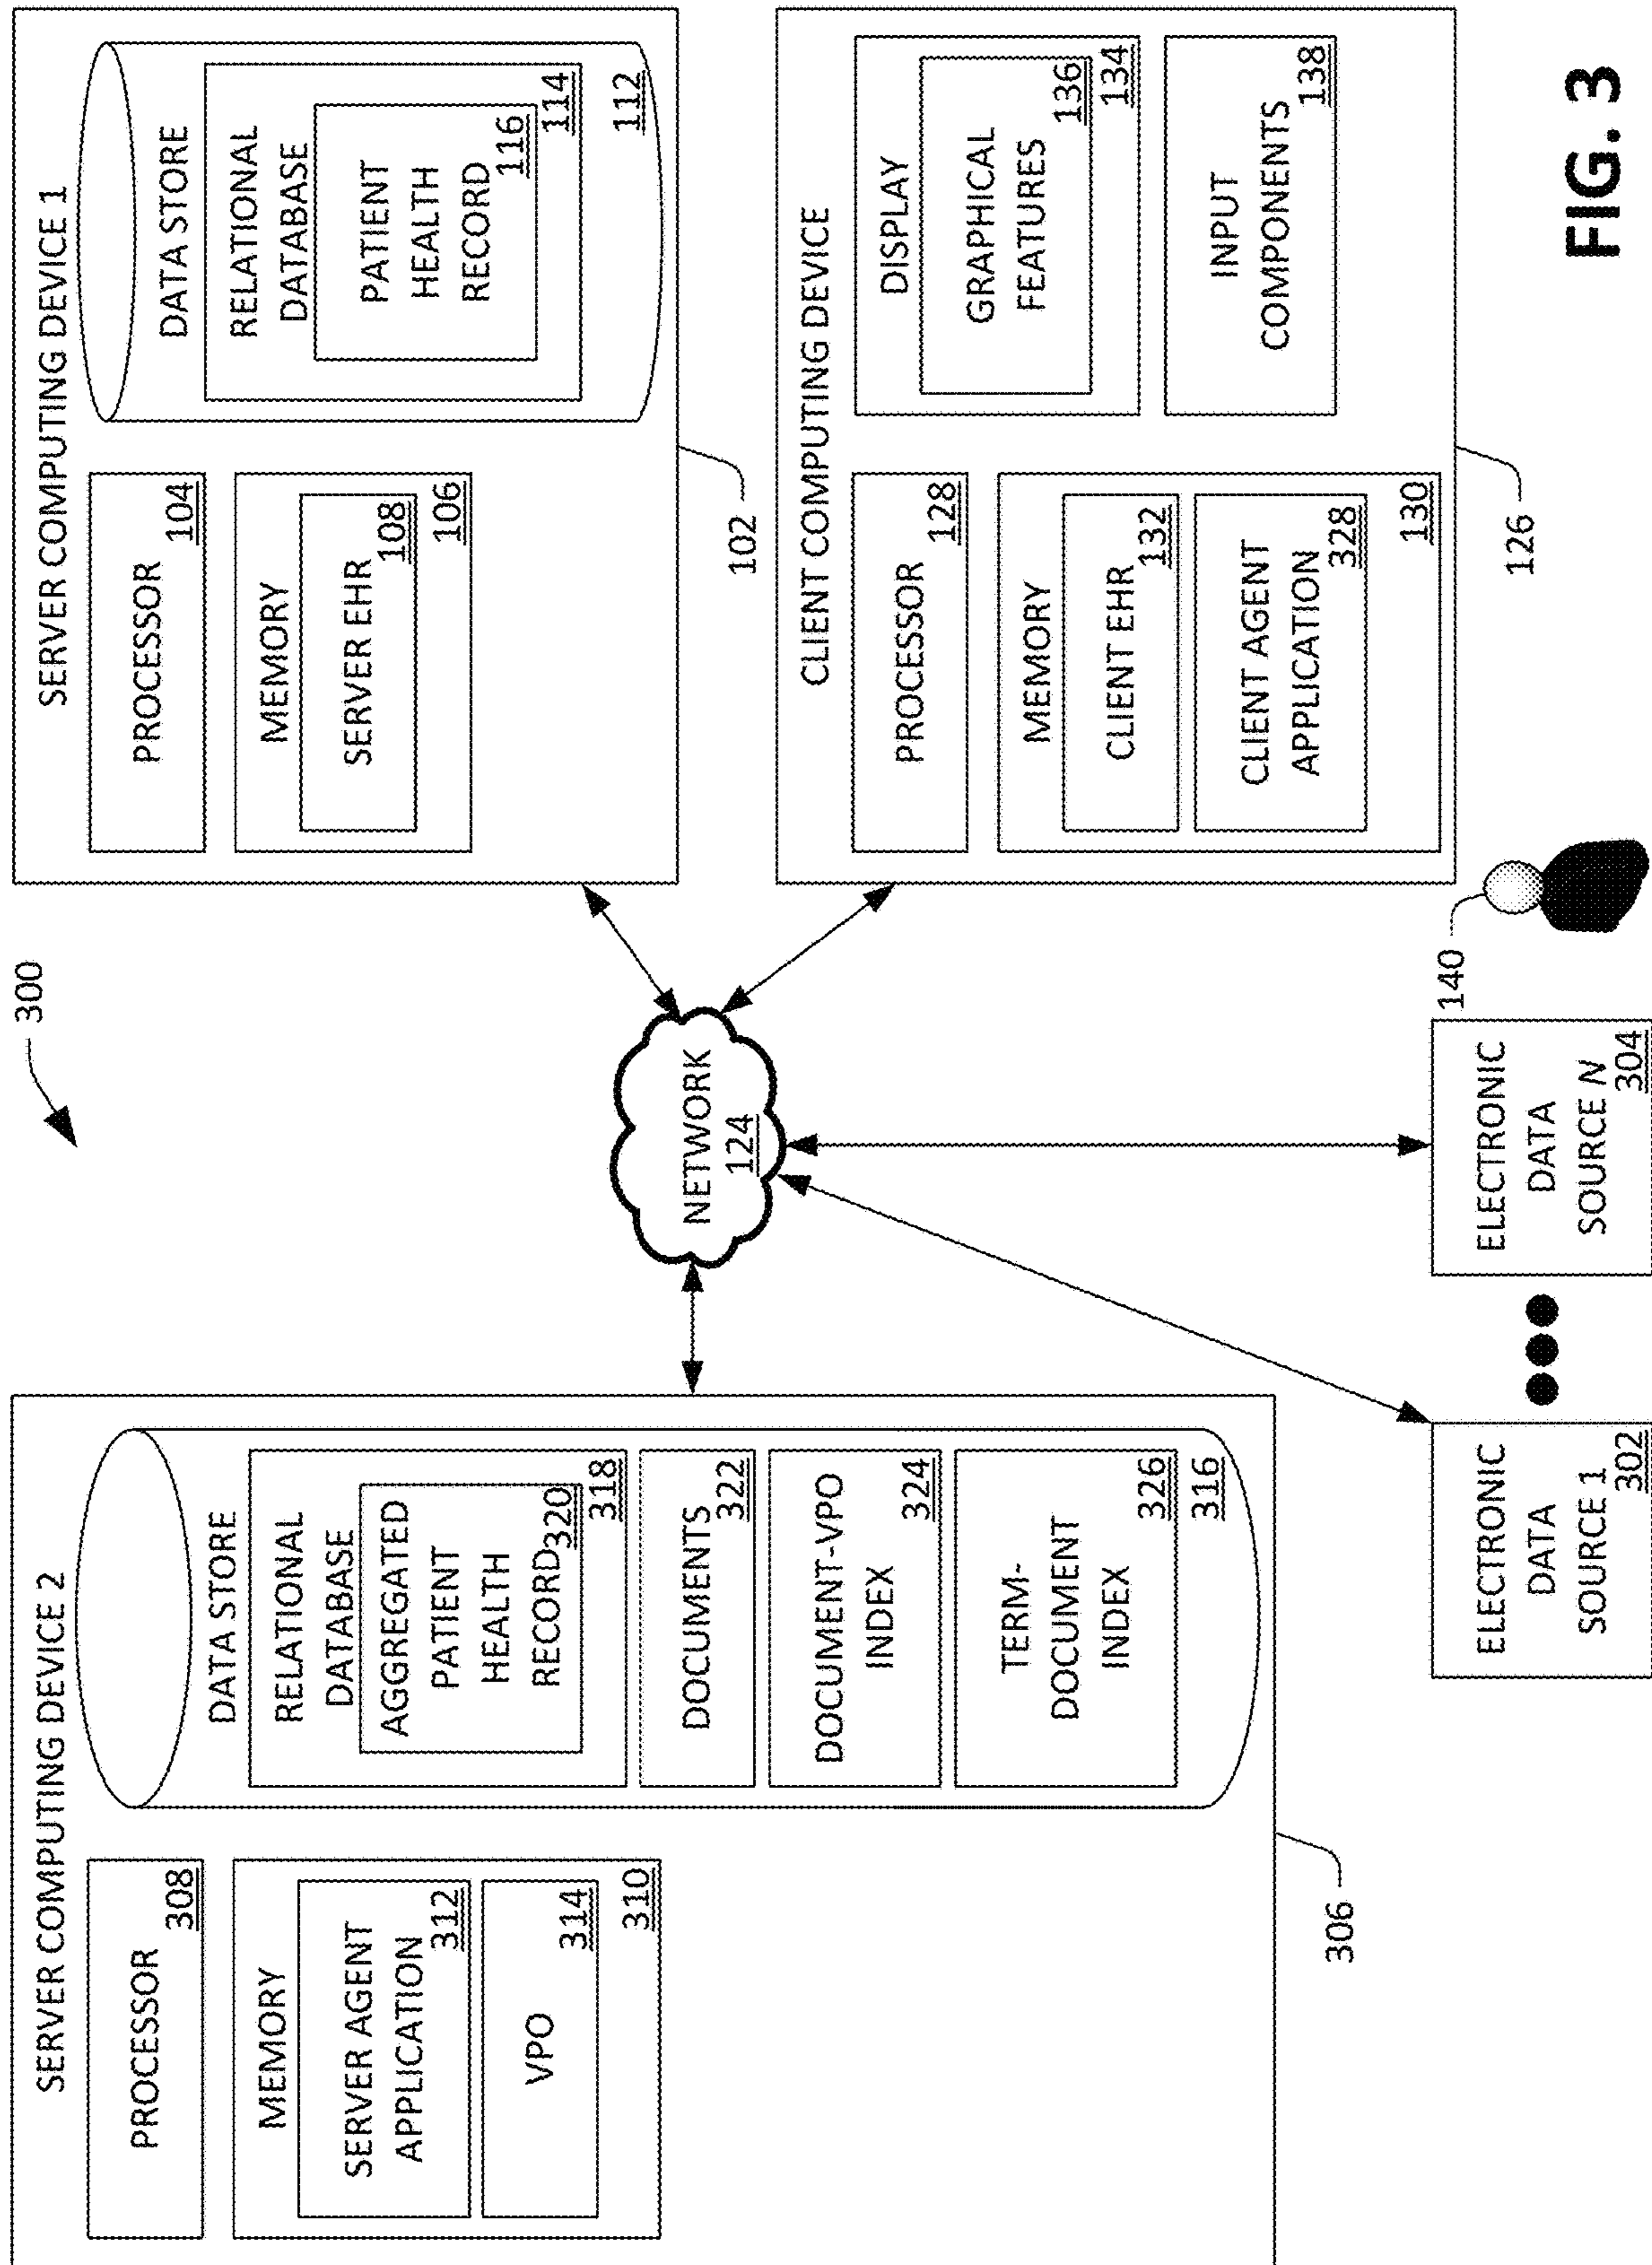 300
SERVER COMPUTING DEVICE 2
PROCESSOR
308
MEMORY
SERVER AGENT
APPLICATION
312
VPO
314
310
DATA STORE
RELATIONAL
DATABASE
AGGREGATED
PATIENT
HEALTH
RECORD
320
318
DOCUMENTS
322
DOCUMENT-VPO
INDEX
324
TERM-
DOCUMENT
INDEX
326
316
306
NETWORK
124
SERVER COMPUTING DEVICE 1
PROCESSOR
104
MEMORY
SERVER EHR
108
106
DATA STORE
RELATIONAL
DATABASE
PATIENT
HEALTH
RECORD
116
114
112
102
CLIENT COMPUTING DEVICE
PROCESSOR
128
MEMORY
CLIENT EHR
132
CLIENT AGENT
APPLICATION
328
130
DISPLAY
GRAPHICAL
FEATURES
136
134
INPUT
COMPONENTS
138
126
ELECTRONIC
DATA
SOURCE 1
302
ELECTRONIC
DATA
SOURCE N
304
140
FIG. 3